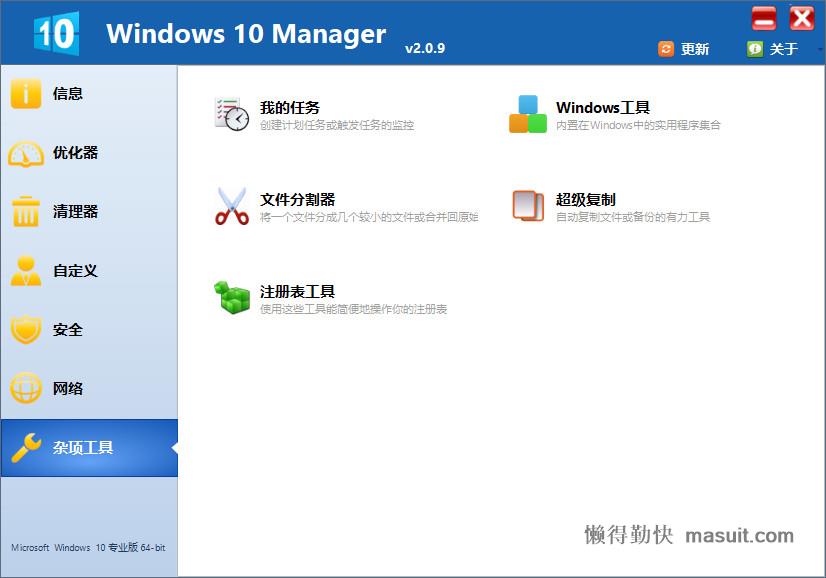 10
Windows 10 Manager
v2.0.9
更新
关于
信息
优化器
清理器
自定义
安全
网络
杂项工具
我的任务
创建计划任务或触发任务的监控
Windows工具
内置在Windows中的实用程序集合
文件分割器
将一个文件分成几个较小的文件或合并回原始
超级复制
自动复制文件或备份的有力工具
注册表工具
使用这些工具能简便地操作你的注册表
Microsoft Windows 10 专业版 64-bit
懒得勤快 masuit.com